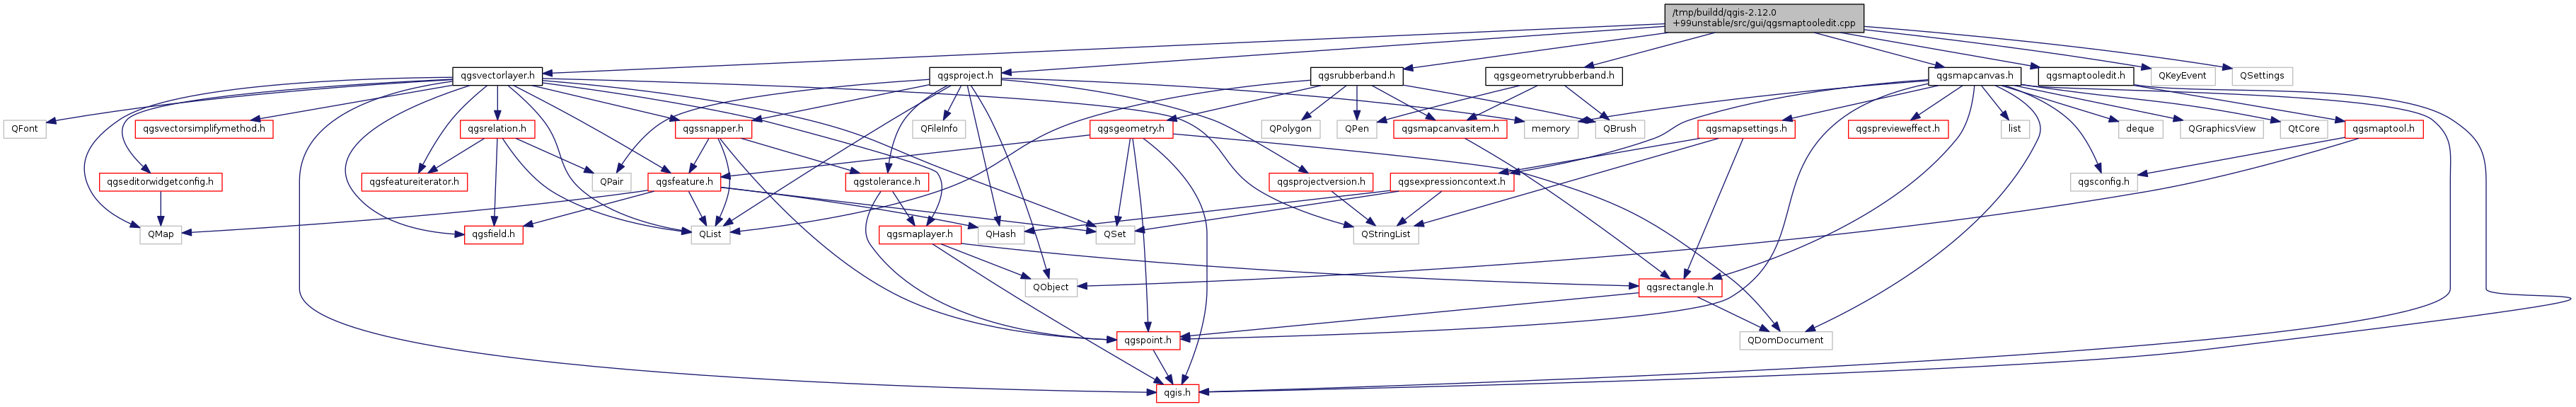 /tmp/buildd/qgis-2.12.0
+99unstable/src/gui/qgsmaptooledit.cpp
qgsvectorlayer.h
qgsproject.h
qgsrubberband.h
qgsgeometryrubberband.h
qgsmapcanvas.h
qgsmaptooledit.h
QKeyEvent
QSettings
QFont
qgsvectorsimplifymethod.h
qgsrelation.h
qgssnapper.h
QFileInfo
qgsgeometry.h
QPolygon
QPen
qgsmapcanvasitem.h
memory
QBrush
qgsmapsettings.h
qgspreviewеffect.h
list
deque
QGraphicsView
QtCore
qgsmaptool.h
qgseditorwidgetconfig.h
qgsfeatureiterator.h
QPair
qgsfeature.h
qgstolerance.h
qgsprojectversion.h
qgsexpressioncontext.h
qgsconfig.h
QMap
qgsfield.h
QList
qgsmaplayer.h
QHash
QSet
QStringList
QObject
qgsrectangle.h
qgspoint.h
QDomDocument
qgis.h